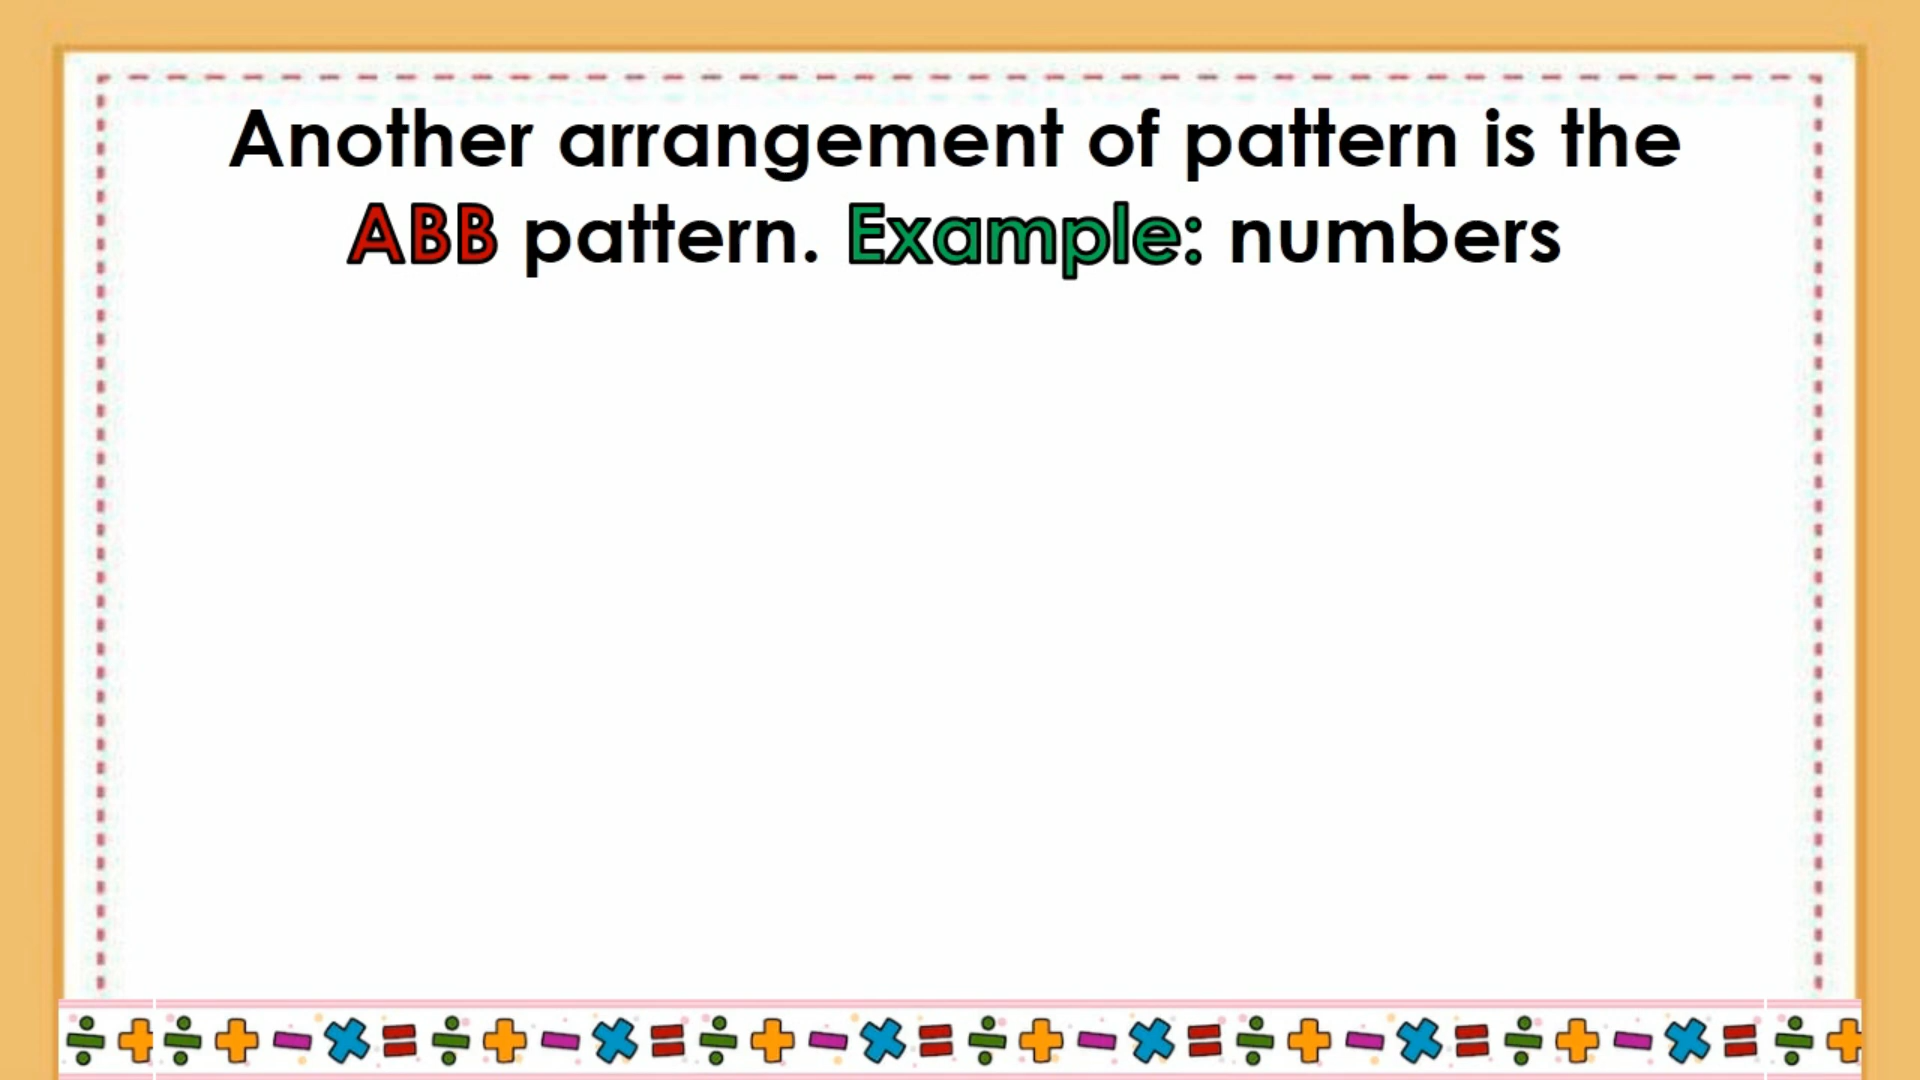 Another arrangement of pattern is the
ABB pattern. Example: numbers